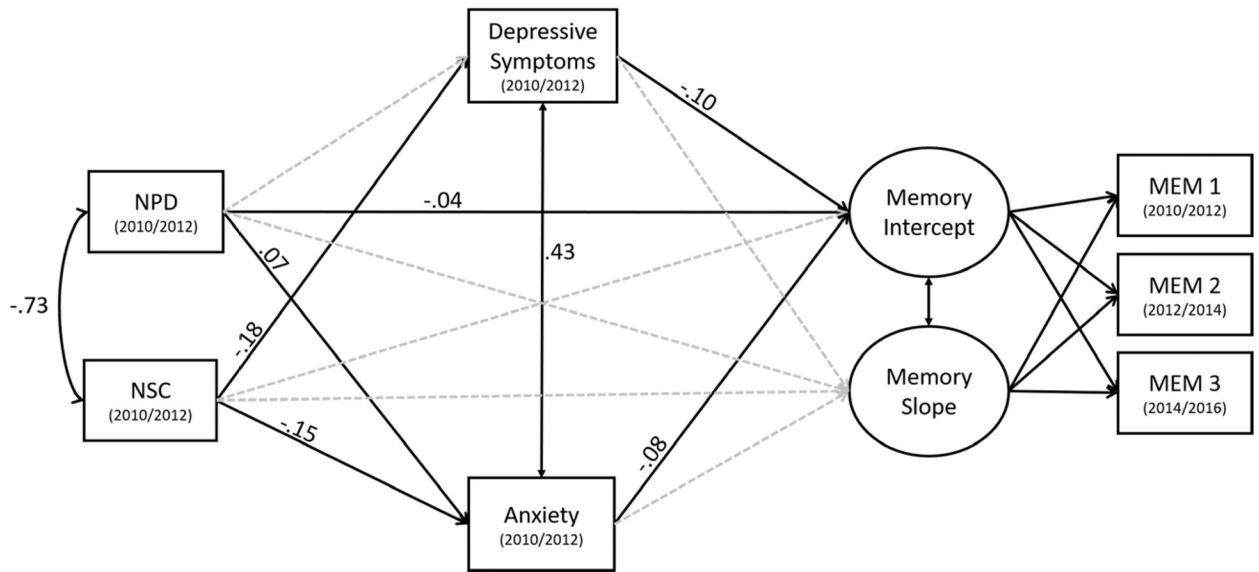 Depressive
Symptoms
(2010/2012)
-.10
NPD
(2010/2012)
-.04
.07
.43
-.73
-.18
NSC
(2010/2012)
-.15
-.08
Anxiety
(2010/2012)
Memory
Intercept
Memory
Slope
MEM 1
(2010/2012)
MEM 2
(2012/2014)
MEM 3
(2014/2016)